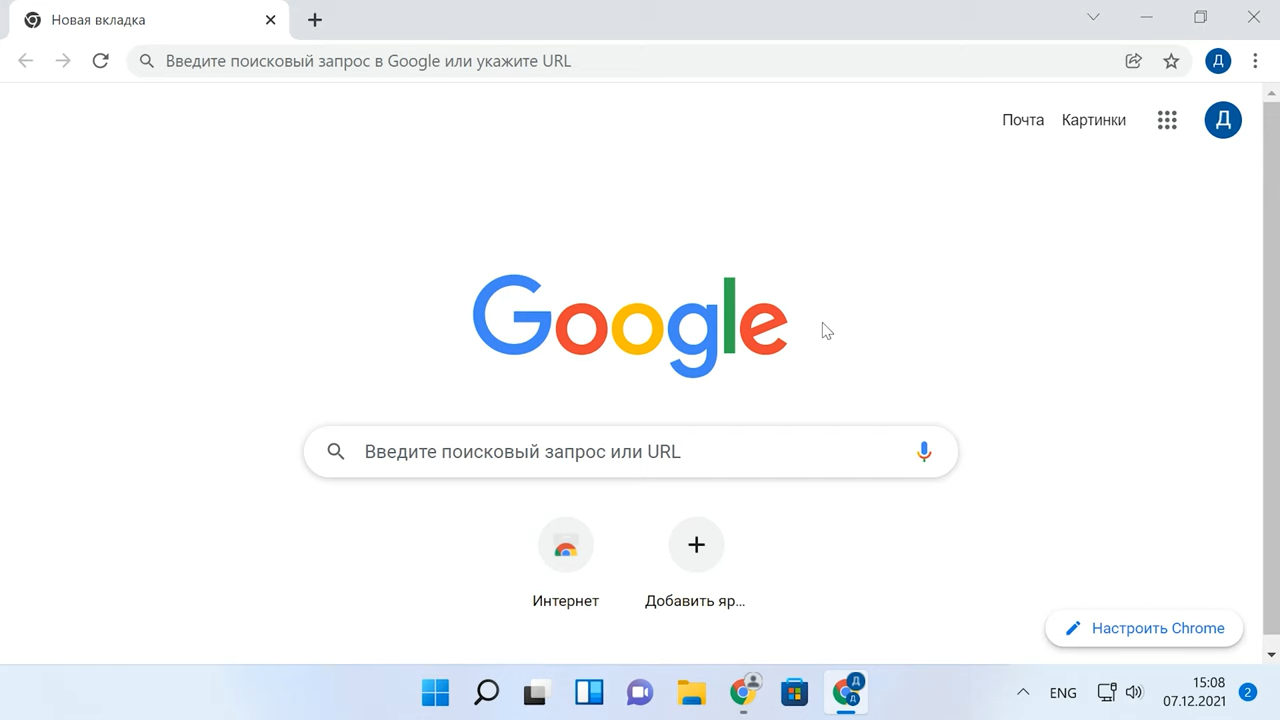 Новая вкладка
Введите поисковый запрос в Google или укажите URL
Д
Почта Картинки Д
Google
Введите поисковый запрос или URL
Интернет
Добавить яр...
Настроить Chrome
Д
Д
ENG
15:08
07.12.2021
2